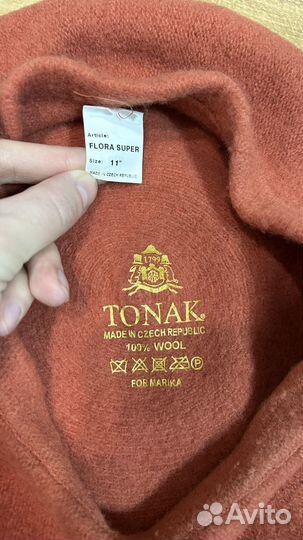 Article:
FLORA SUPER
Size: 11"
MADE IN CZECH REPUBLIC
1799
TONAK
MADE IN CZECH REPUBLIC
100% WOOL
P
FOR MARIKA
Avito